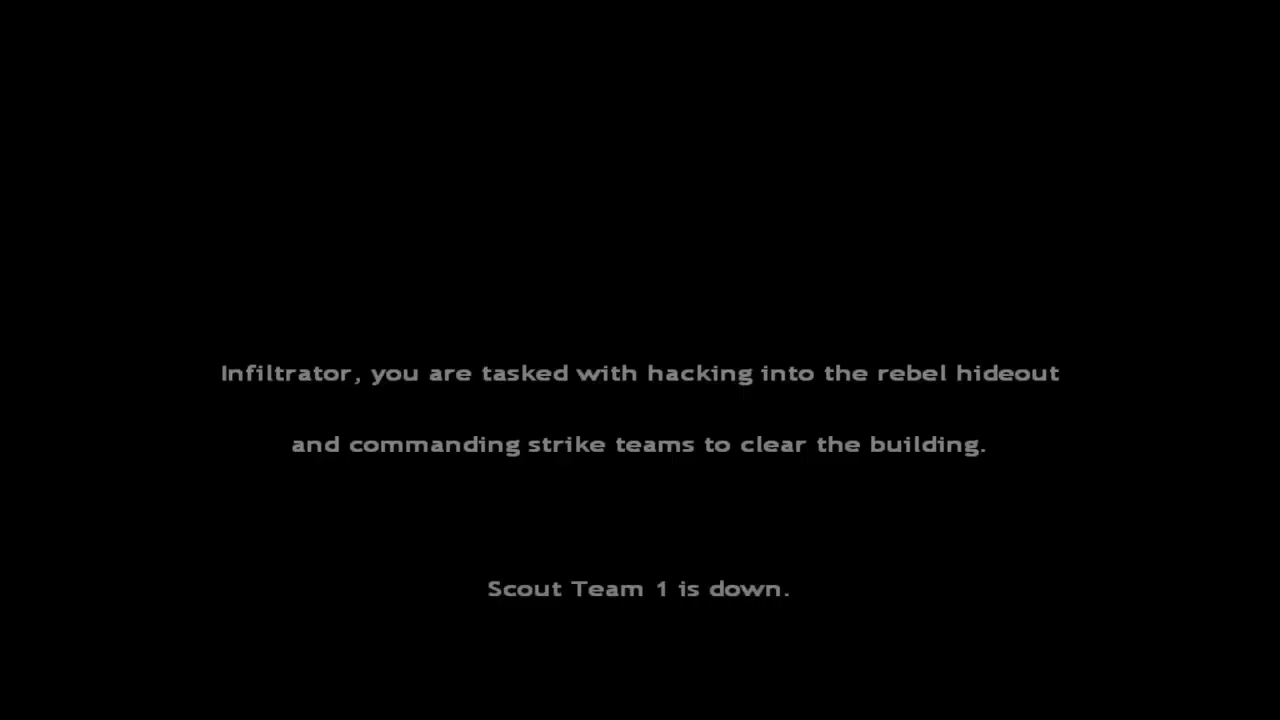 Infiltrator, you are tasked with hacking into the rebel hideout
and commanding strike teams to clear the building.
Scout Team 1 is down.